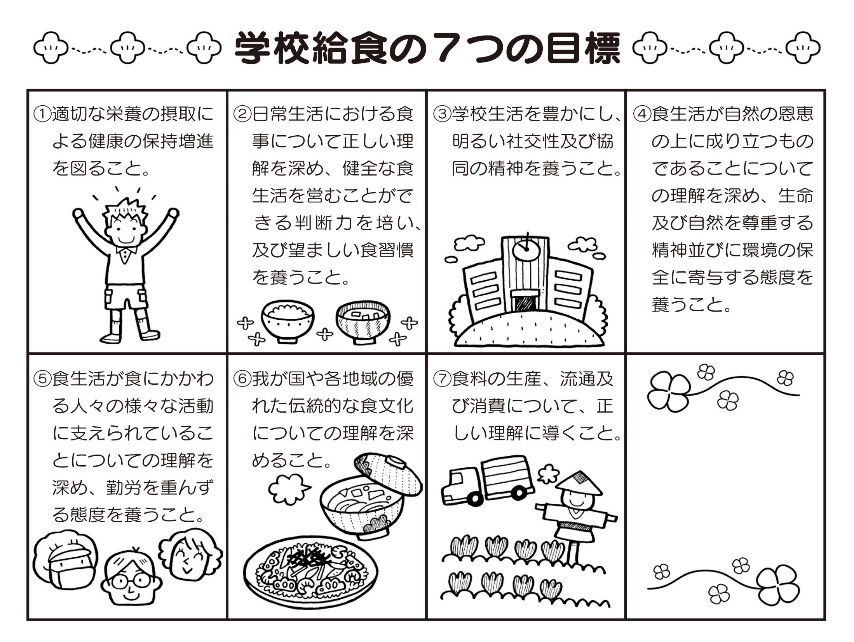 学校給食の7つの目標
①適切な栄養の摂取に
よる健康の保持増進
を図ること。
②日常生活における食
事について正しい理
解を深め、健全な食
生活を営むことがで
きる判断力を培い、
及び望ましい食習慣
を養うこと。
③学校生活を豊かにし、
明るい社交性及び協
同の精神を養うこと。
④食生活が自然の恩恵
の上に成り立つもの
であることについて
の理解を深め、生命
及び自然を尊重する
精神並びに環境の保
全に寄与する態度を
養うこと。
⑤食生活が食にかかわ
る人々の様々な活動
に支えられているこ
とについての理解を
深め、勤労を重んず
る態度を養うこと。
⑥我が国や各地域の優
れた伝統的な食文化
についての理解を深
めること。
⑦食料の生産、流通及
び消費について、正
しい理解に導くこと。